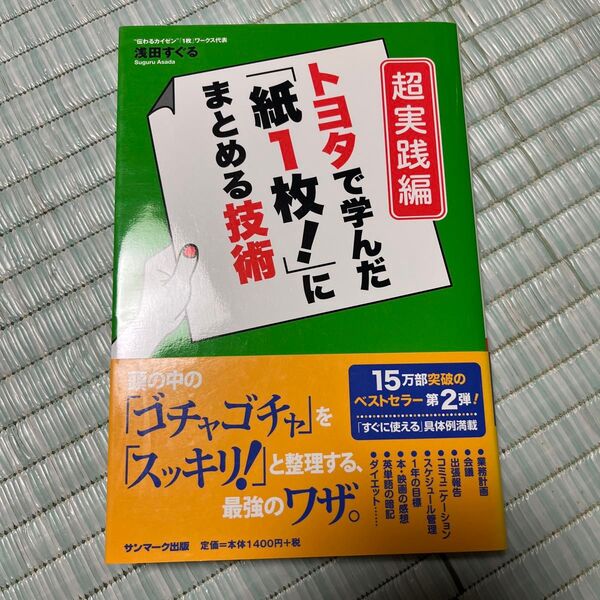 "伝わるカイゼン"「1枚」ワークス代表
浅田すぐる
Suguru Asada
超実践編
トヨタで学んだ
「紙1枚!」に
まとめる技術
頭の中の
「ゴチャゴチャ」を
「スッキリ!」と整理する、
最強のワザ。
15万部突破の
ベストセラー第2弾!
「すぐに使える」具体例満載
●業務計画
●会議
●出張報告
●コミュニケーション
●スケジュール管理
●1年の目標
●本・映画の感想
●英単語の暗記
●ダイエット……
サンマーク出版 定価=本体1400円+税